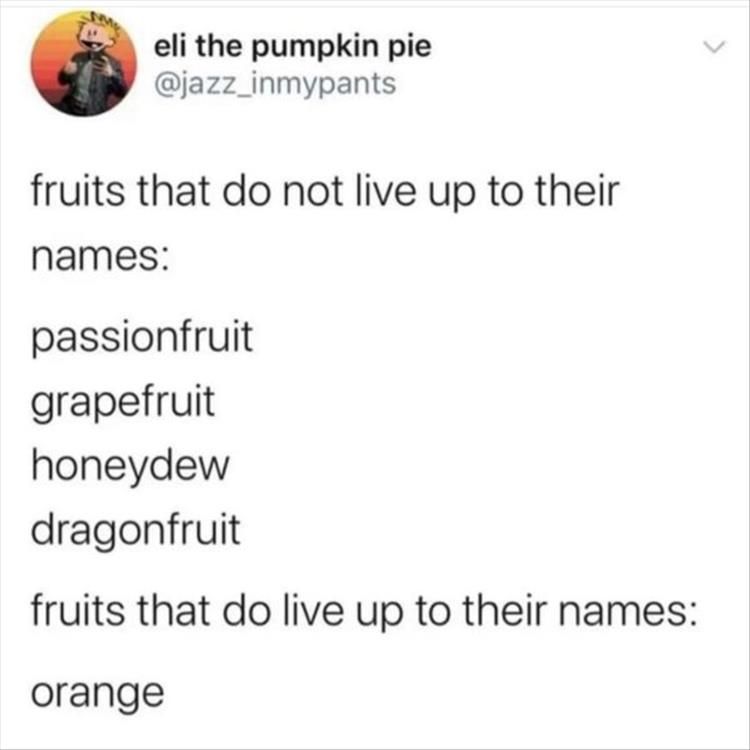 eli the pumpkin pie
@jazz_inmypants
fruits that do not live up to their
names:
passionfruit
grapefruit
honeydew
dragonfruit
fruits that do live up to their names:
orange